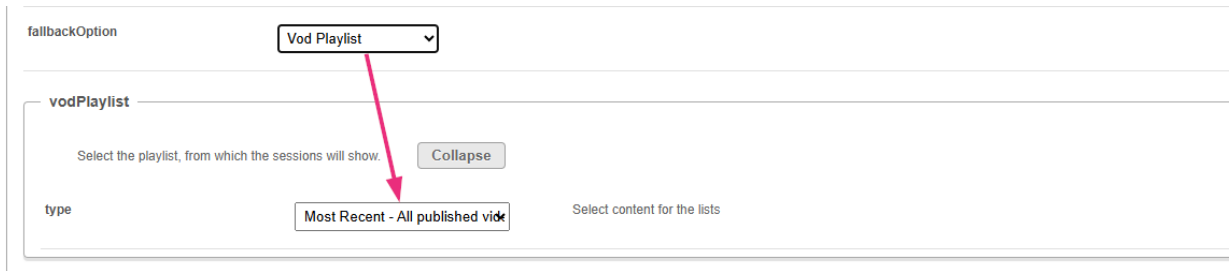 fallbackOption
Vod Playlist
vodPlaylist
Select the playlist, from which the sessions will show.
Collapse
type
Most Recent - All published
Select content for the lists